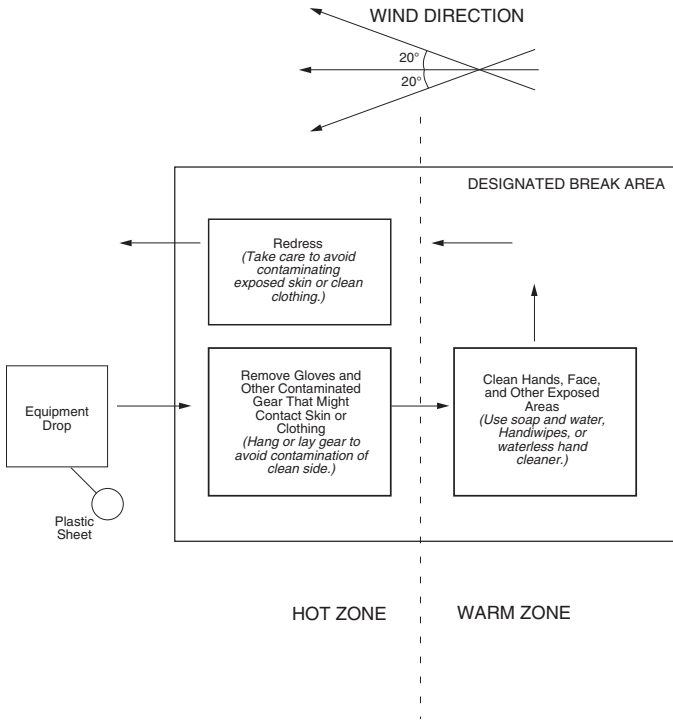 WIND DIRECTION
20°
20°
DESIGNATED BREAK AREA
Redress
(Take care to avoid
contaminating
exposed skin or clean
clothing.)
Equipment
Drop
Remove Gloves and
Other Contaminated
Gear That Might
Contact Skin or
Clothing
(Hang or lay gear to
avoid contamination of
clean side.)
Clean Hands, Face,
and Other Exposed
Areas
(Use soap and water,
Handiwipes, or
waterless hand
cleaner.)
Plastic
Sheet
HOT ZONE
WARM ZONE